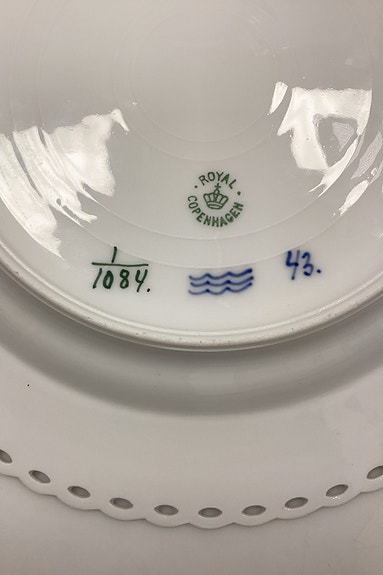 · ROYAL ·
COPENHAGEN
1
1084.
43.